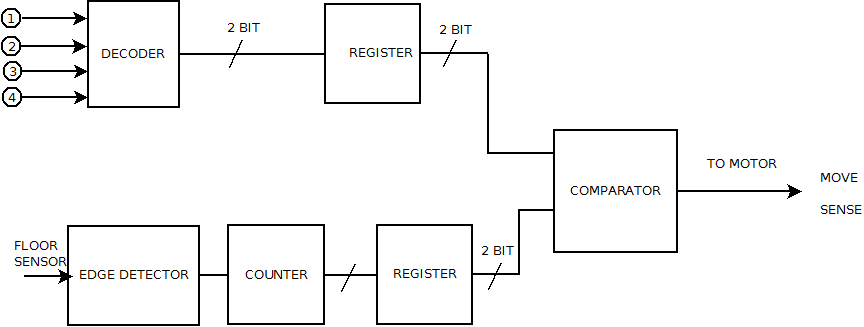 1
2
3
4
DECODER
2 BIT
REGISTER
2 BIT
COMPARATOR
TO MOTOR
MOVE
SENSE
FLOOR
SENSOR
EDGE DETECTOR
COUNTER
REGISTER
2 BIT